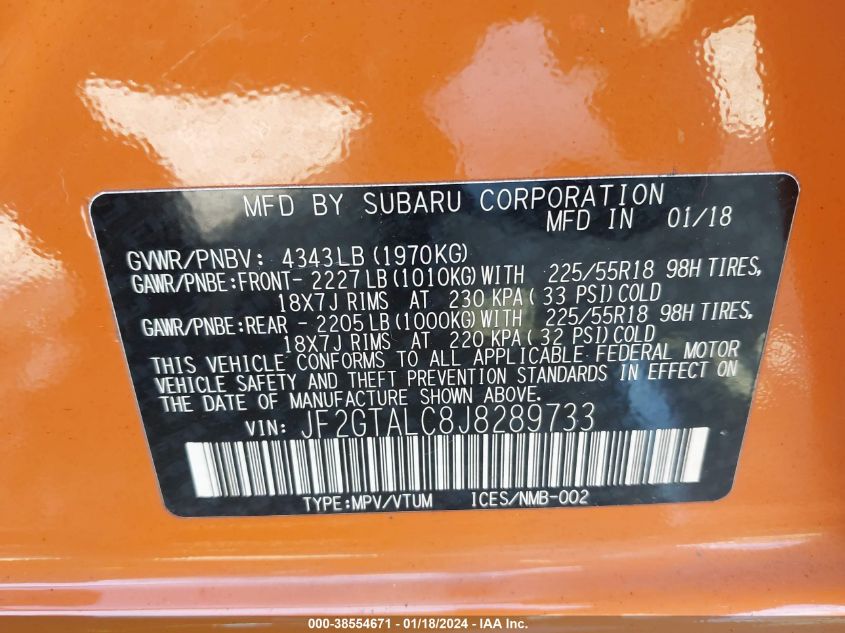 MFD BY SUBARU CORPORATION
MFD IN 01/18
GVWR/PNBV: 4343LB (1970KG)
GAWR/PNBE:FRONT- 2227LB(1010KG)WITH 225/55R18 98H TIRES,
18X7J RIMS AT 230 KPA( 33 PSI)COLD
GAWR/PNBE:REAR - 2205LB(1000KG)WITH 225/55R18 98H TIRES,
18X7J RIMS AT 220 KPA( 32 PSI)COLD
THIS VEHICLE CONFORMS TO ALL APPLICABLE FEDERAL MOTOR
VEHICLE SAFETY AND THEFT PREVENTION STANDARDS IN EFFECT ON
THE DATE OF MANUFACTURE SHOWN ABOVE.
VIN: JF2GTALC8J8289733
TYPE:MPV/VTUM ICES/NMB-002
000-38554671 - 01/18/2024 - IAA Inc.